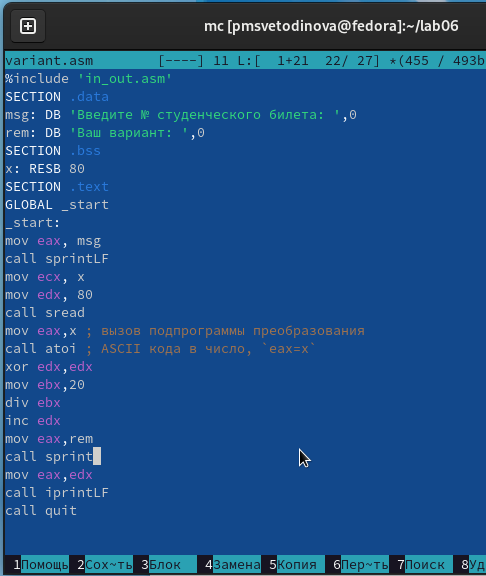 mc [pmsvetodinova@fedora]:~/lab06
variant.asm [----] 11 L:[ 1+21 22/ 27] *(455 / 493b
%include 'in_out.asm'
SECTION .data
msg: DB 'Введите № студенческого билета: ',0
rem: DB 'Ваш вариант: ',0
SECTION .bss
x: RESB 80
SECTION .text
GLOBAL _start
_start:
mov eax, msg
call sprintLF
mov ecx, x
mov edx, 80
call sread
mov eax,x ; вызов подпрограммы преобразования
call atoi ; ASCII кода в число, `eax=x`
xor edx,edx
mov ebx,20
div ebx
inc edx
mov eax,rem
call sprint
mov eax,edx
call iprintLF
call quit
1Помощь 2Сох~ть 3Блок 4Замена 5Копия 6Пер~ть 7Поиск 8Уд